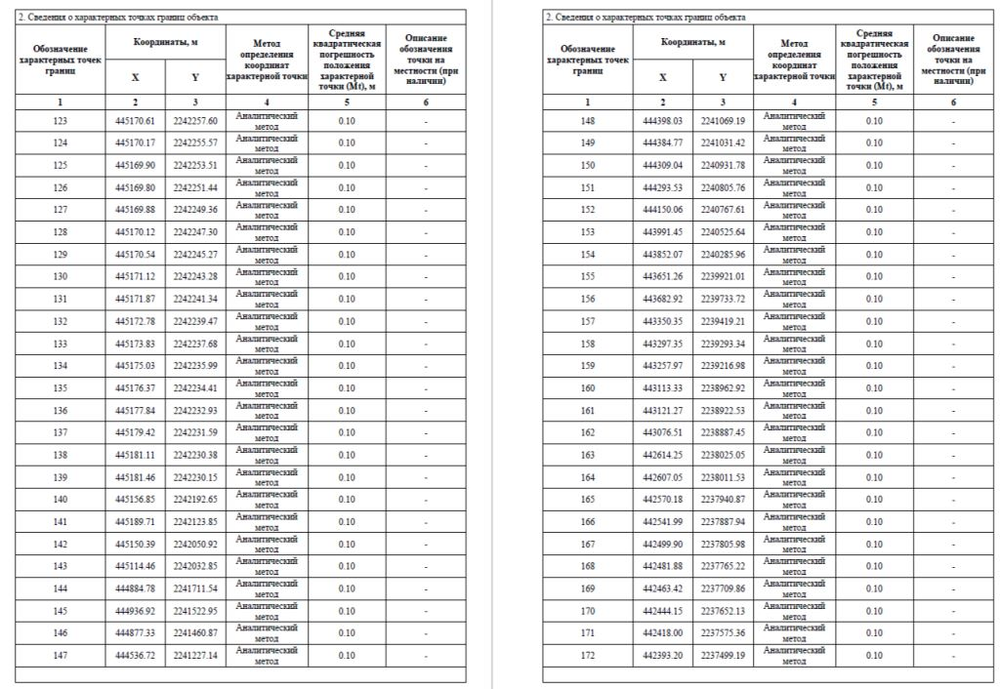 2. Сведения о характерных точках границ объекта
Обозначение характерных точек границ | Координаты, м | Метод определения координат характерной точки | Средняя квадратическая погрешность положения характерной точки (Mt), м | Описание обозначения точки на местности (при наличии)
X | Y
1 | 2 | 3 | 4 | 5 | 6
123 | 445170.61 | 2242257.60 | Аналитический метод | 0.10 | -
124 | 445170.17 | 2242255.57 | Аналитический метод | 0.10 | -
125 | 445169.90 | 2242253.51 | Аналитический метод | 0.10 | -
126 | 445169.80 | 2242251.44 | Аналитический метод | 0.10 | -
127 | 445169.88 | 2242249.36 | Аналитический метод | 0.10 | -
128 | 445170.12 | 2242247.30 | Аналитический метод | 0.10 | -
129 | 445170.54 | 2242245.27 | Аналитический метод | 0.10 | -
130 | 445171.12 | 2242243.28 | Аналитический метод | 0.10 | -
131 | 445171.87 | 2242241.34 | Аналитический метод | 0.10 | -
132 | 445172.78 | 2242239.47 | Аналитический метод | 0.10 | -
133 | 445173.83 | 2242237.68 | Аналитический метод | 0.10 | -
134 | 445175.03 | 2242235.99 | Аналитический метод | 0.10 | -
135 | 445176.37 | 2242234.41 | Аналитический метод | 0.10 | -
136 | 445177.84 | 2242232.93 | Аналитический метод | 0.10 | -
137 | 445179.42 | 2242231.59 | Аналитический метод | 0.10 | -
138 | 445181.11 | 2242230.38 | Аналитический метод | 0.10 | -
139 | 445181.46 | 2242230.15 | Аналитический метод | 0.10 | -
140 | 445156.85 | 2242192.65 | Аналитический метод | 0.10 | -
141 | 445189.71 | 2242123.85 | Аналитический метод | 0.10 | -
142 | 445150.39 | 2242050.92 | Аналитический метод | 0.10 | -
143 | 445114.46 | 2242032.85 | Аналитический метод | 0.10 | -
144 | 444884.78 | 2241711.54 | Аналитический метод | 0.10 | -
145 | 444936.92 | 2241522.95 | Аналитический метод | 0.10 | -
146 | 444877.33 | 2241460.87 | Аналитический метод | 0.10 | -
147 | 444536.72 | 2241227.14 | Аналитический метод | 0.10 | -
2. Сведения о характерных точках границ объекта
Обозначение характерных точек границ | Координаты, м | Метод определения координат характерной точки | Средняя квадратическая погрешность положения характерной точки (Mt), м | Описание обозначения точки на местности (при наличии)
X | Y
1 | 2 | 3 | 4 | 5 | 6
148 | 444398.03 | 2241069.19 | Аналитический метод | 0.10 | -
149 | 444384.77 | 2241031.42 | Аналитический метод | 0.10 | -
150 | 444309.04 | 2240931.78 | Аналитический метод | 0.10 | -
151 | 444293.53 | 2240805.76 | Аналитический метод | 0.10 | -
152 | 444150.06 | 2240767.61 | Аналитический метод | 0.10 | -
153 | 443991.45 | 2240525.64 | Аналитический метод | 0.10 | -
154 | 443852.07 | 2240285.96 | Аналитический метод | 0.10 | -
155 | 443651.26 | 2239921.01 | Аналитический метод | 0.10 | -
156 | 443682.92 | 2239733.72 | Аналитический метод | 0.10 | -
157 | 443350.35 | 2239419.21 | Аналитический метод | 0.10 | -
158 | 443297.35 | 2239293.34 | Аналитический метод | 0.10 | -
159 | 443257.97 | 2239216.98 | Аналитический метод | 0.10 | -
160 | 443113.33 | 2238962.92 | Аналитический метод | 0.10 | -
161 | 443121.27 | 2238922.53 | Аналитический метод | 0.10 | -
162 | 443076.51 | 2238887.45 | Аналитический метод | 0.10 | -
163 | 442614.25 | 2238025.05 | Аналитический метод | 0.10 | -
164 | 442607.05 | 2238011.53 | Аналитический метод | 0.10 | -
165 | 442570.18 | 2237940.87 | Аналитический метод | 0.10 | -
166 | 442541.99 | 2237887.94 | Аналитический метод | 0.10 | -
167 | 442499.90 | 2237805.98 | Аналитический метод | 0.10 | -
168 | 442481.88 | 2237765.22 | Аналитический метод | 0.10 | -
169 | 442463.42 | 2237709.86 | Аналитический метод | 0.10 | -
170 | 442444.15 | 2237652.13 | Аналитический метод | 0.10 | -
171 | 442418.00 | 2237575.36 | Аналитический метод | 0.10 | -
172 | 442393.20 | 2237499.19 | Аналитический метод | 0.10 | -